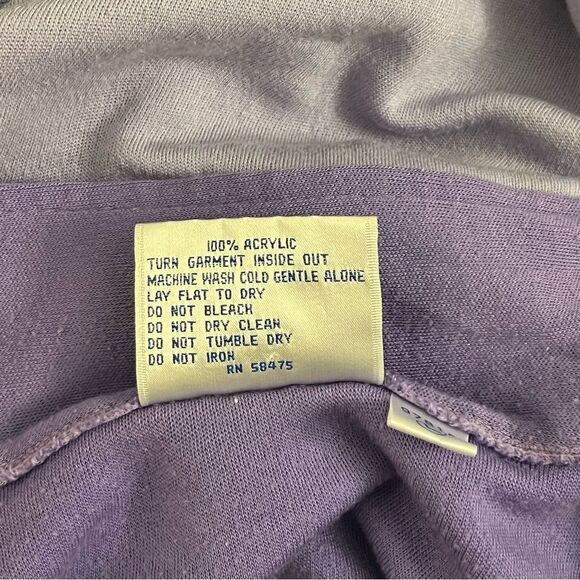 100% ACRYLIC
TURN GARMENT INSIDE OUT
MACHINE WASH COLD GENTLE ALONE
LAY FLAT TO DRY
DO NOT BLEACH
DO NOT DRY CLEAN
DO NOT TUMBLE DRY
DO NOT IRON
RN 58475